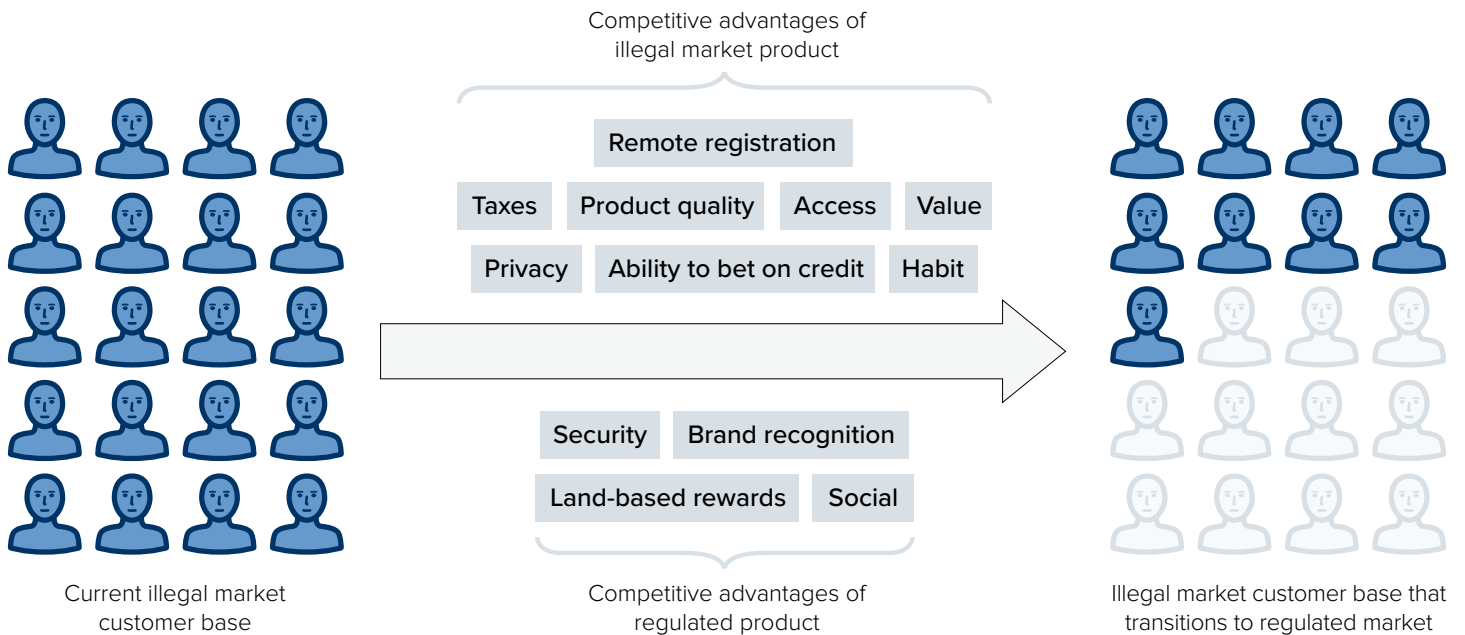 Competitive advantages of
illegal market product
Remote registration
Taxes
Product quality
Access
Value
Privacy
Ability to bet on credit
Habit
Security
Brand recognition
Land-based rewards
Social
Current illegal market
customer base
Competitive advantages of
regulated product
Illegal market customer base that
transitions to regulated market